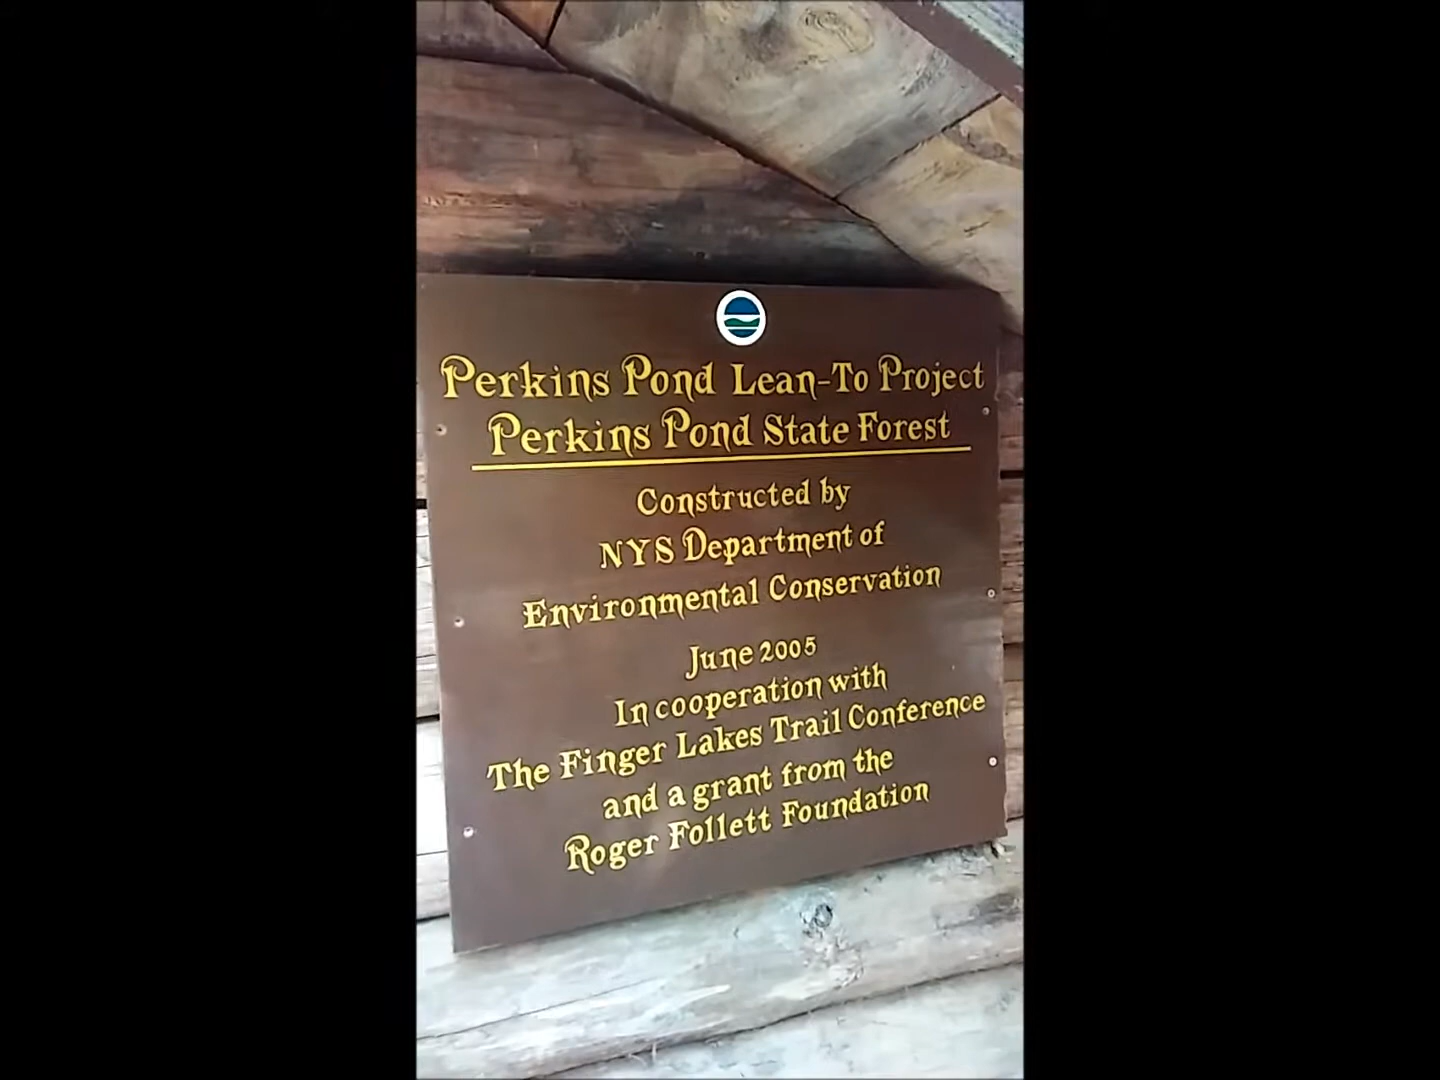 Perkins Pond Lean-To Project
Perkins Pond State Forest
Constructed by
NYS Department of
Environmental Conservation
June 2005
In cooperation with
The Finger Lakes Trail Conference
and a grant from the
Roger Follett Foundation